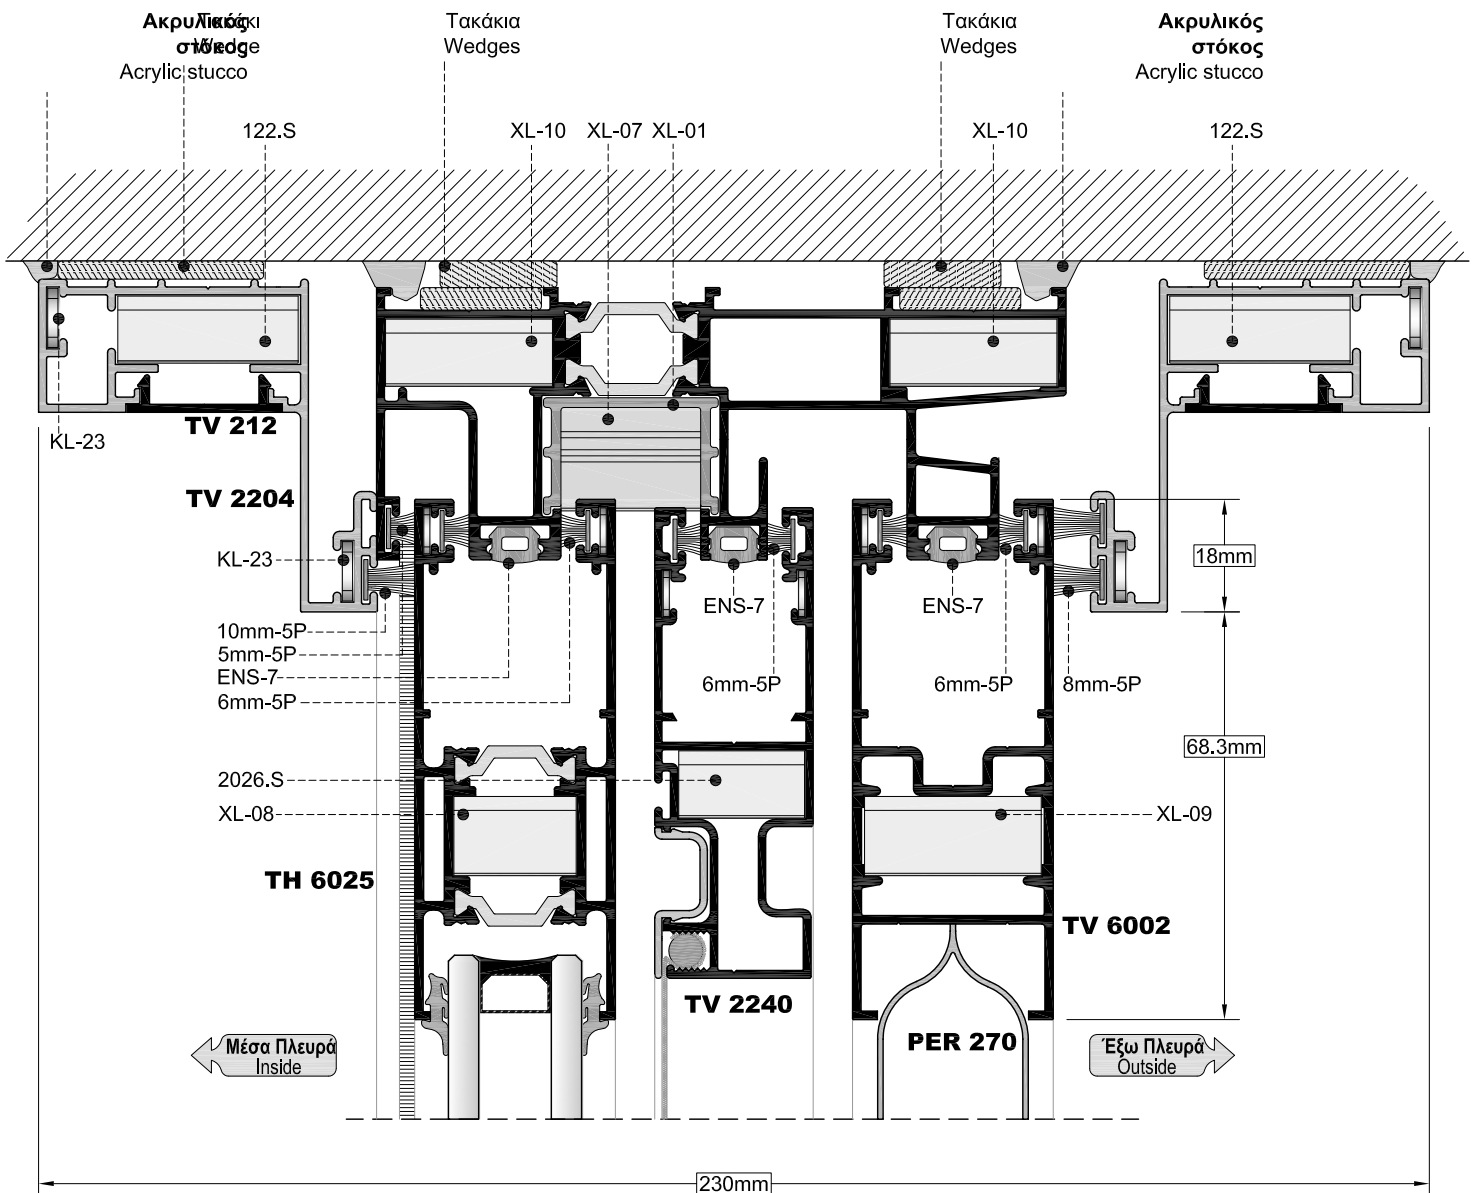 Ακρυλικός
στόκος
Acrylic stucco
Τακάκι
Wedge
Τακάκια
Wedges
Τακάκια
Wedges
Ακρυλικός
στόκος
Acrylic stucco
122.S
XL-10
XL-07
XL-01
XL-10
122.S
TV 212
KL-23
TV 2204
KL-23
18mm
ENS-7
ENS-7
10mm-5P
5mm-5P
ENS-7
6mm-5P
6mm-5P
6mm-5P
8mm-5P
68.3mm
2026.S
XL-08
XL-09
TH 6025
TV 6002
TV 2240
PER 270
Μέσα Πλευρά
Inside
Έξω Πλευρά
Outside
230mm